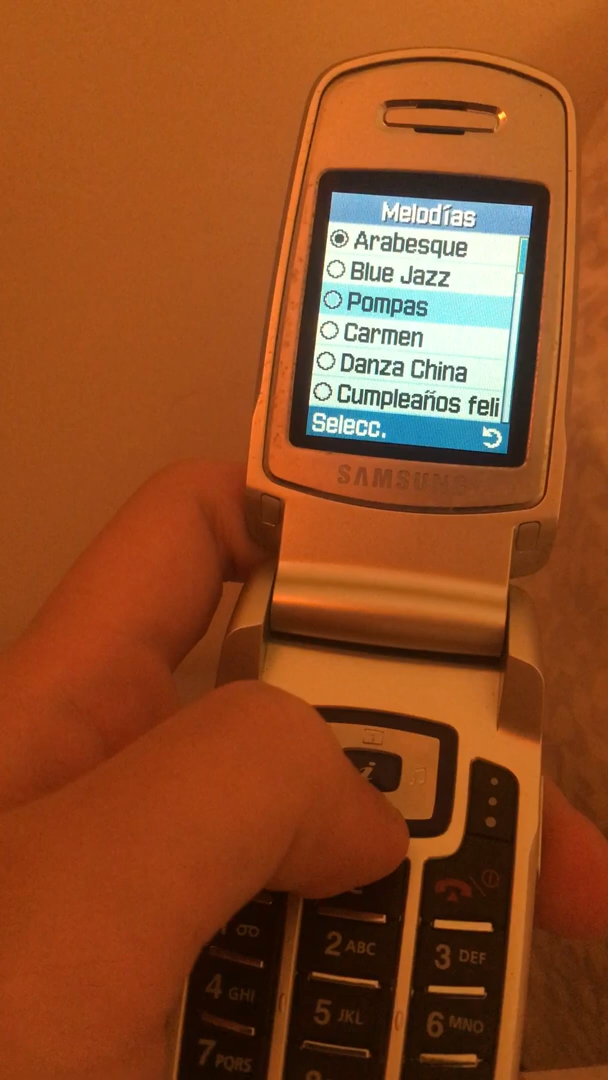 Melodías
Arabesque
Blue Jazz
Pompas
Carmen
Danza China
Cumpleaños feli
Selecc.
SAMSUNG
i
2 ABC
3 DEF
4 GHI
5 JKL
6 MNO
7 PQRS